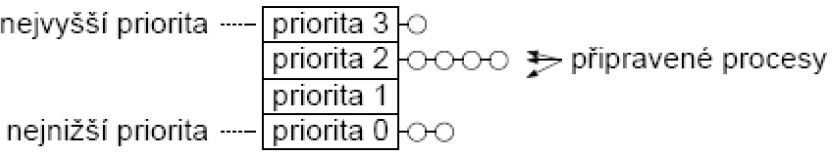 nejvyšší priorita priorita 3
priorita 2 připravené procesy
priorita 1
nejnižší priorita priorita 0